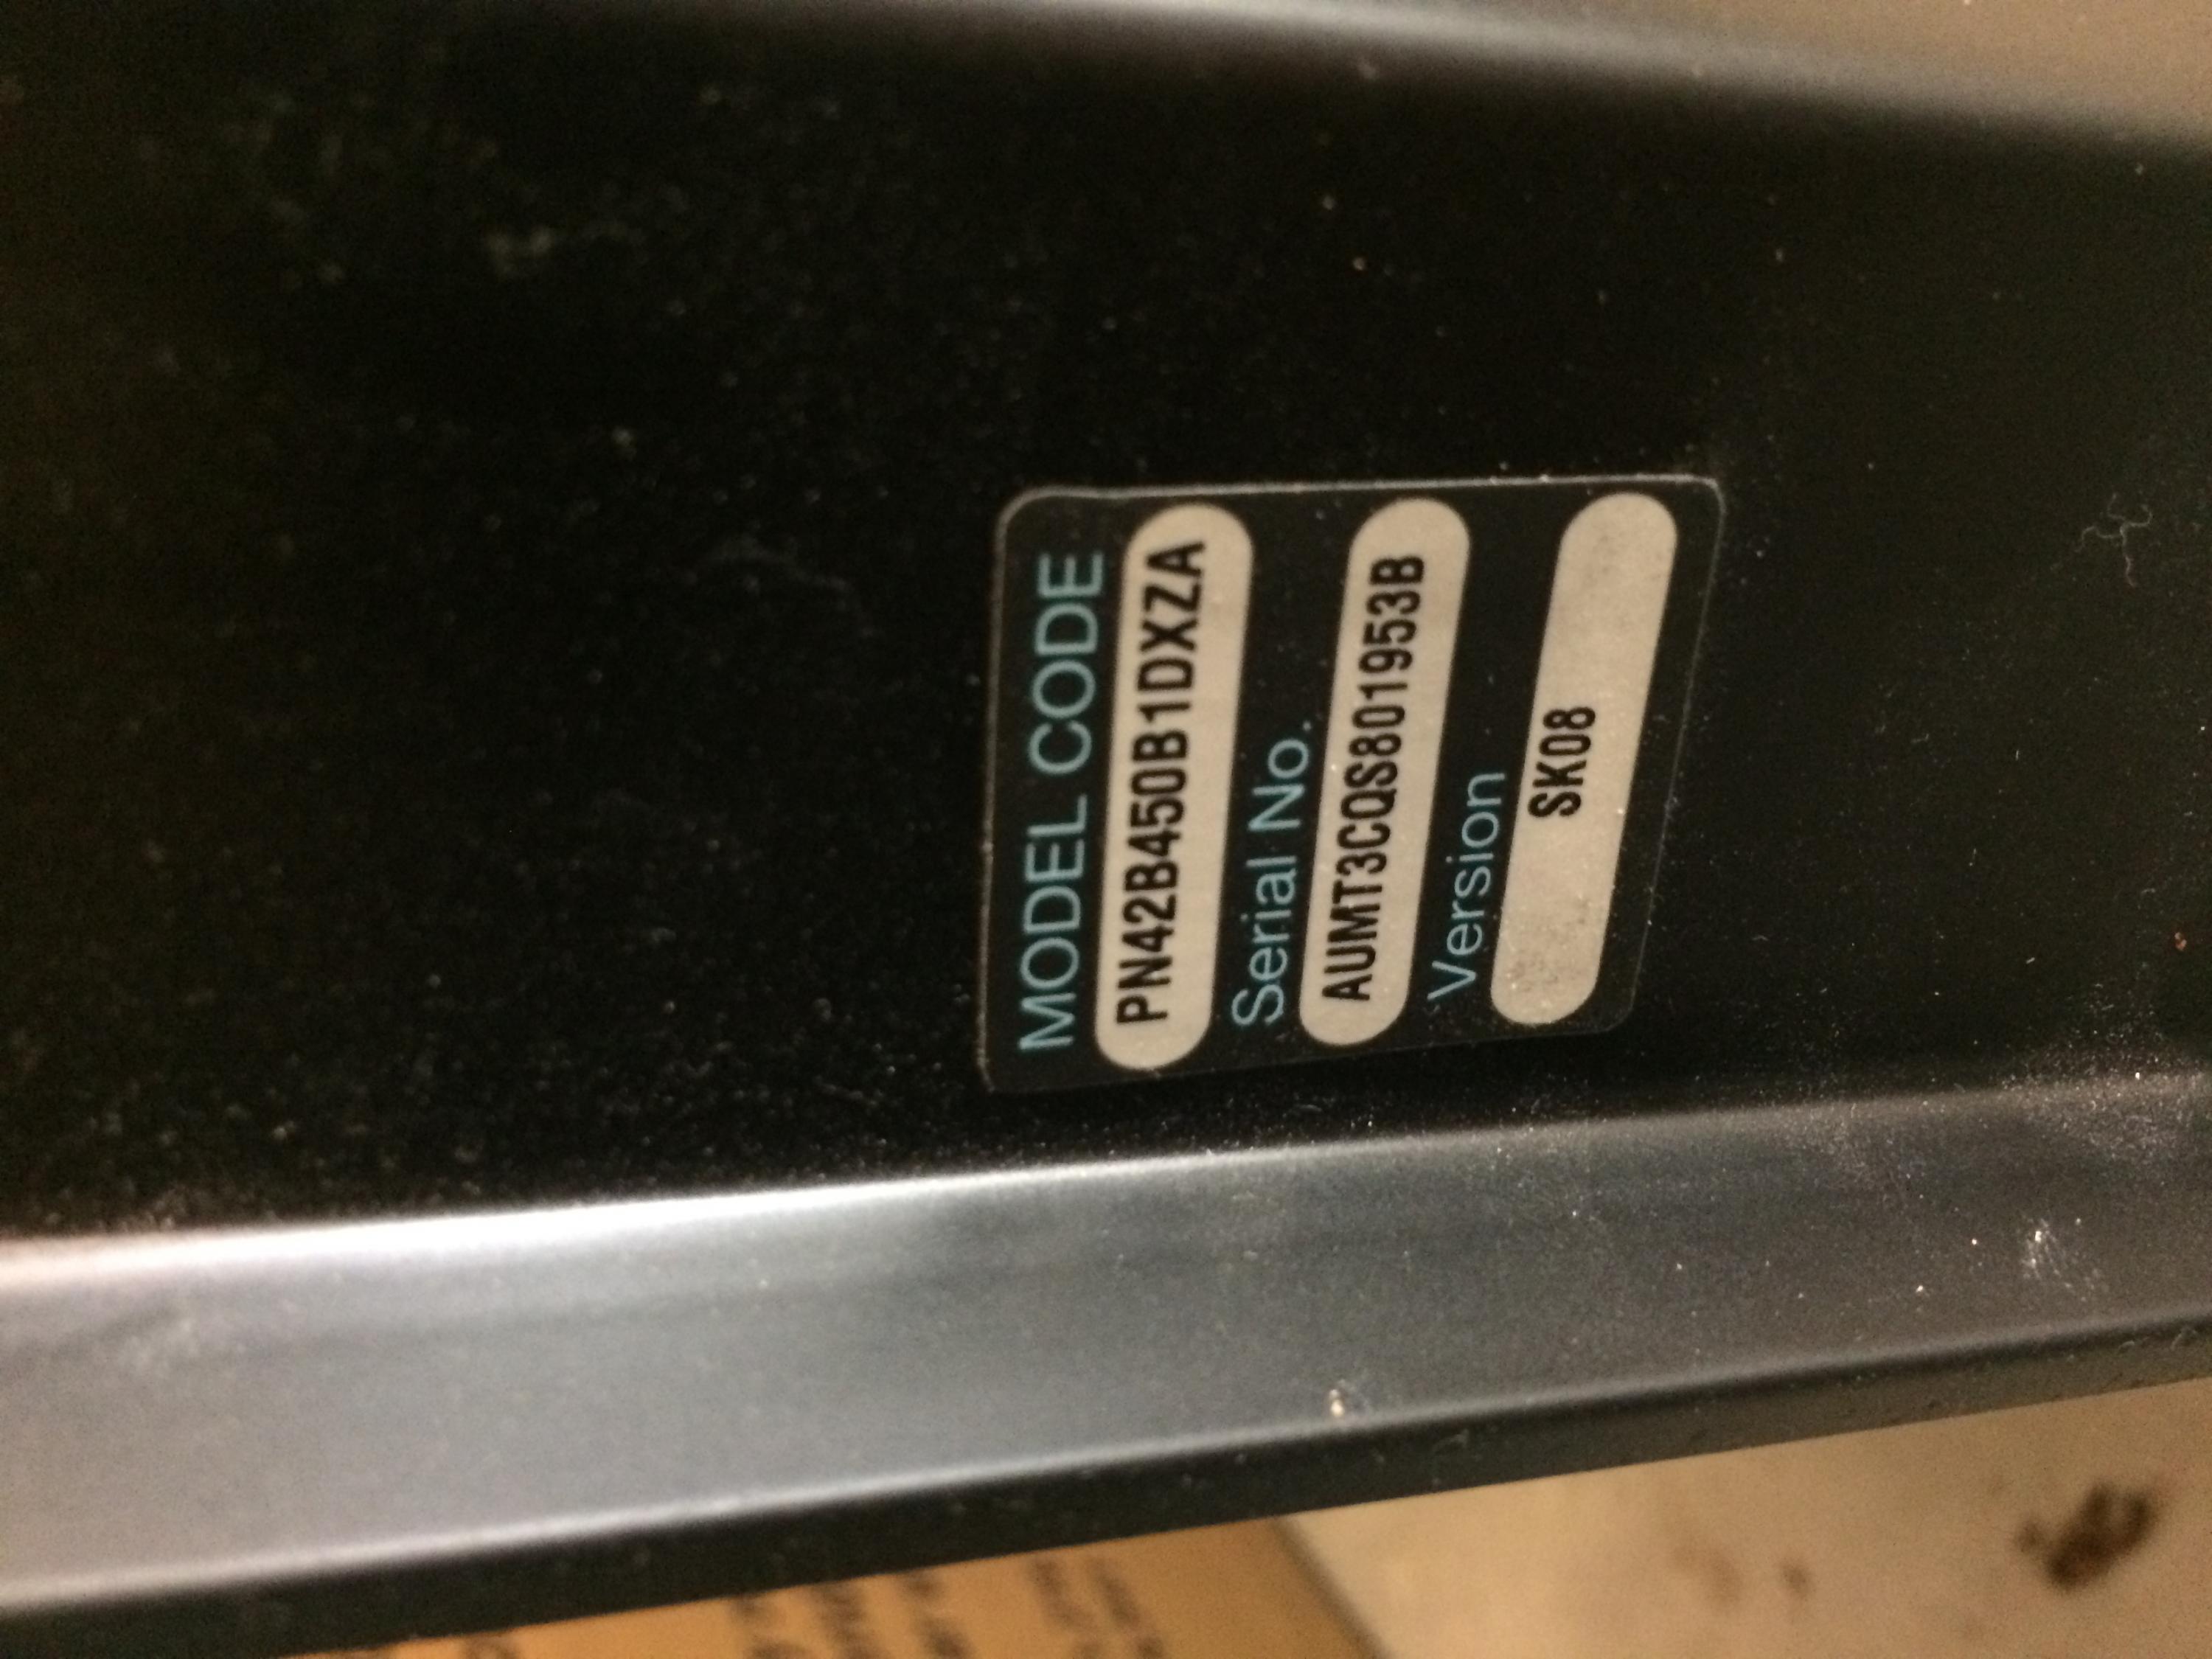 MODEL CODE
PN42B450B1DXZA
Serial No.
AUMT3CQS801953B
Version
SK08